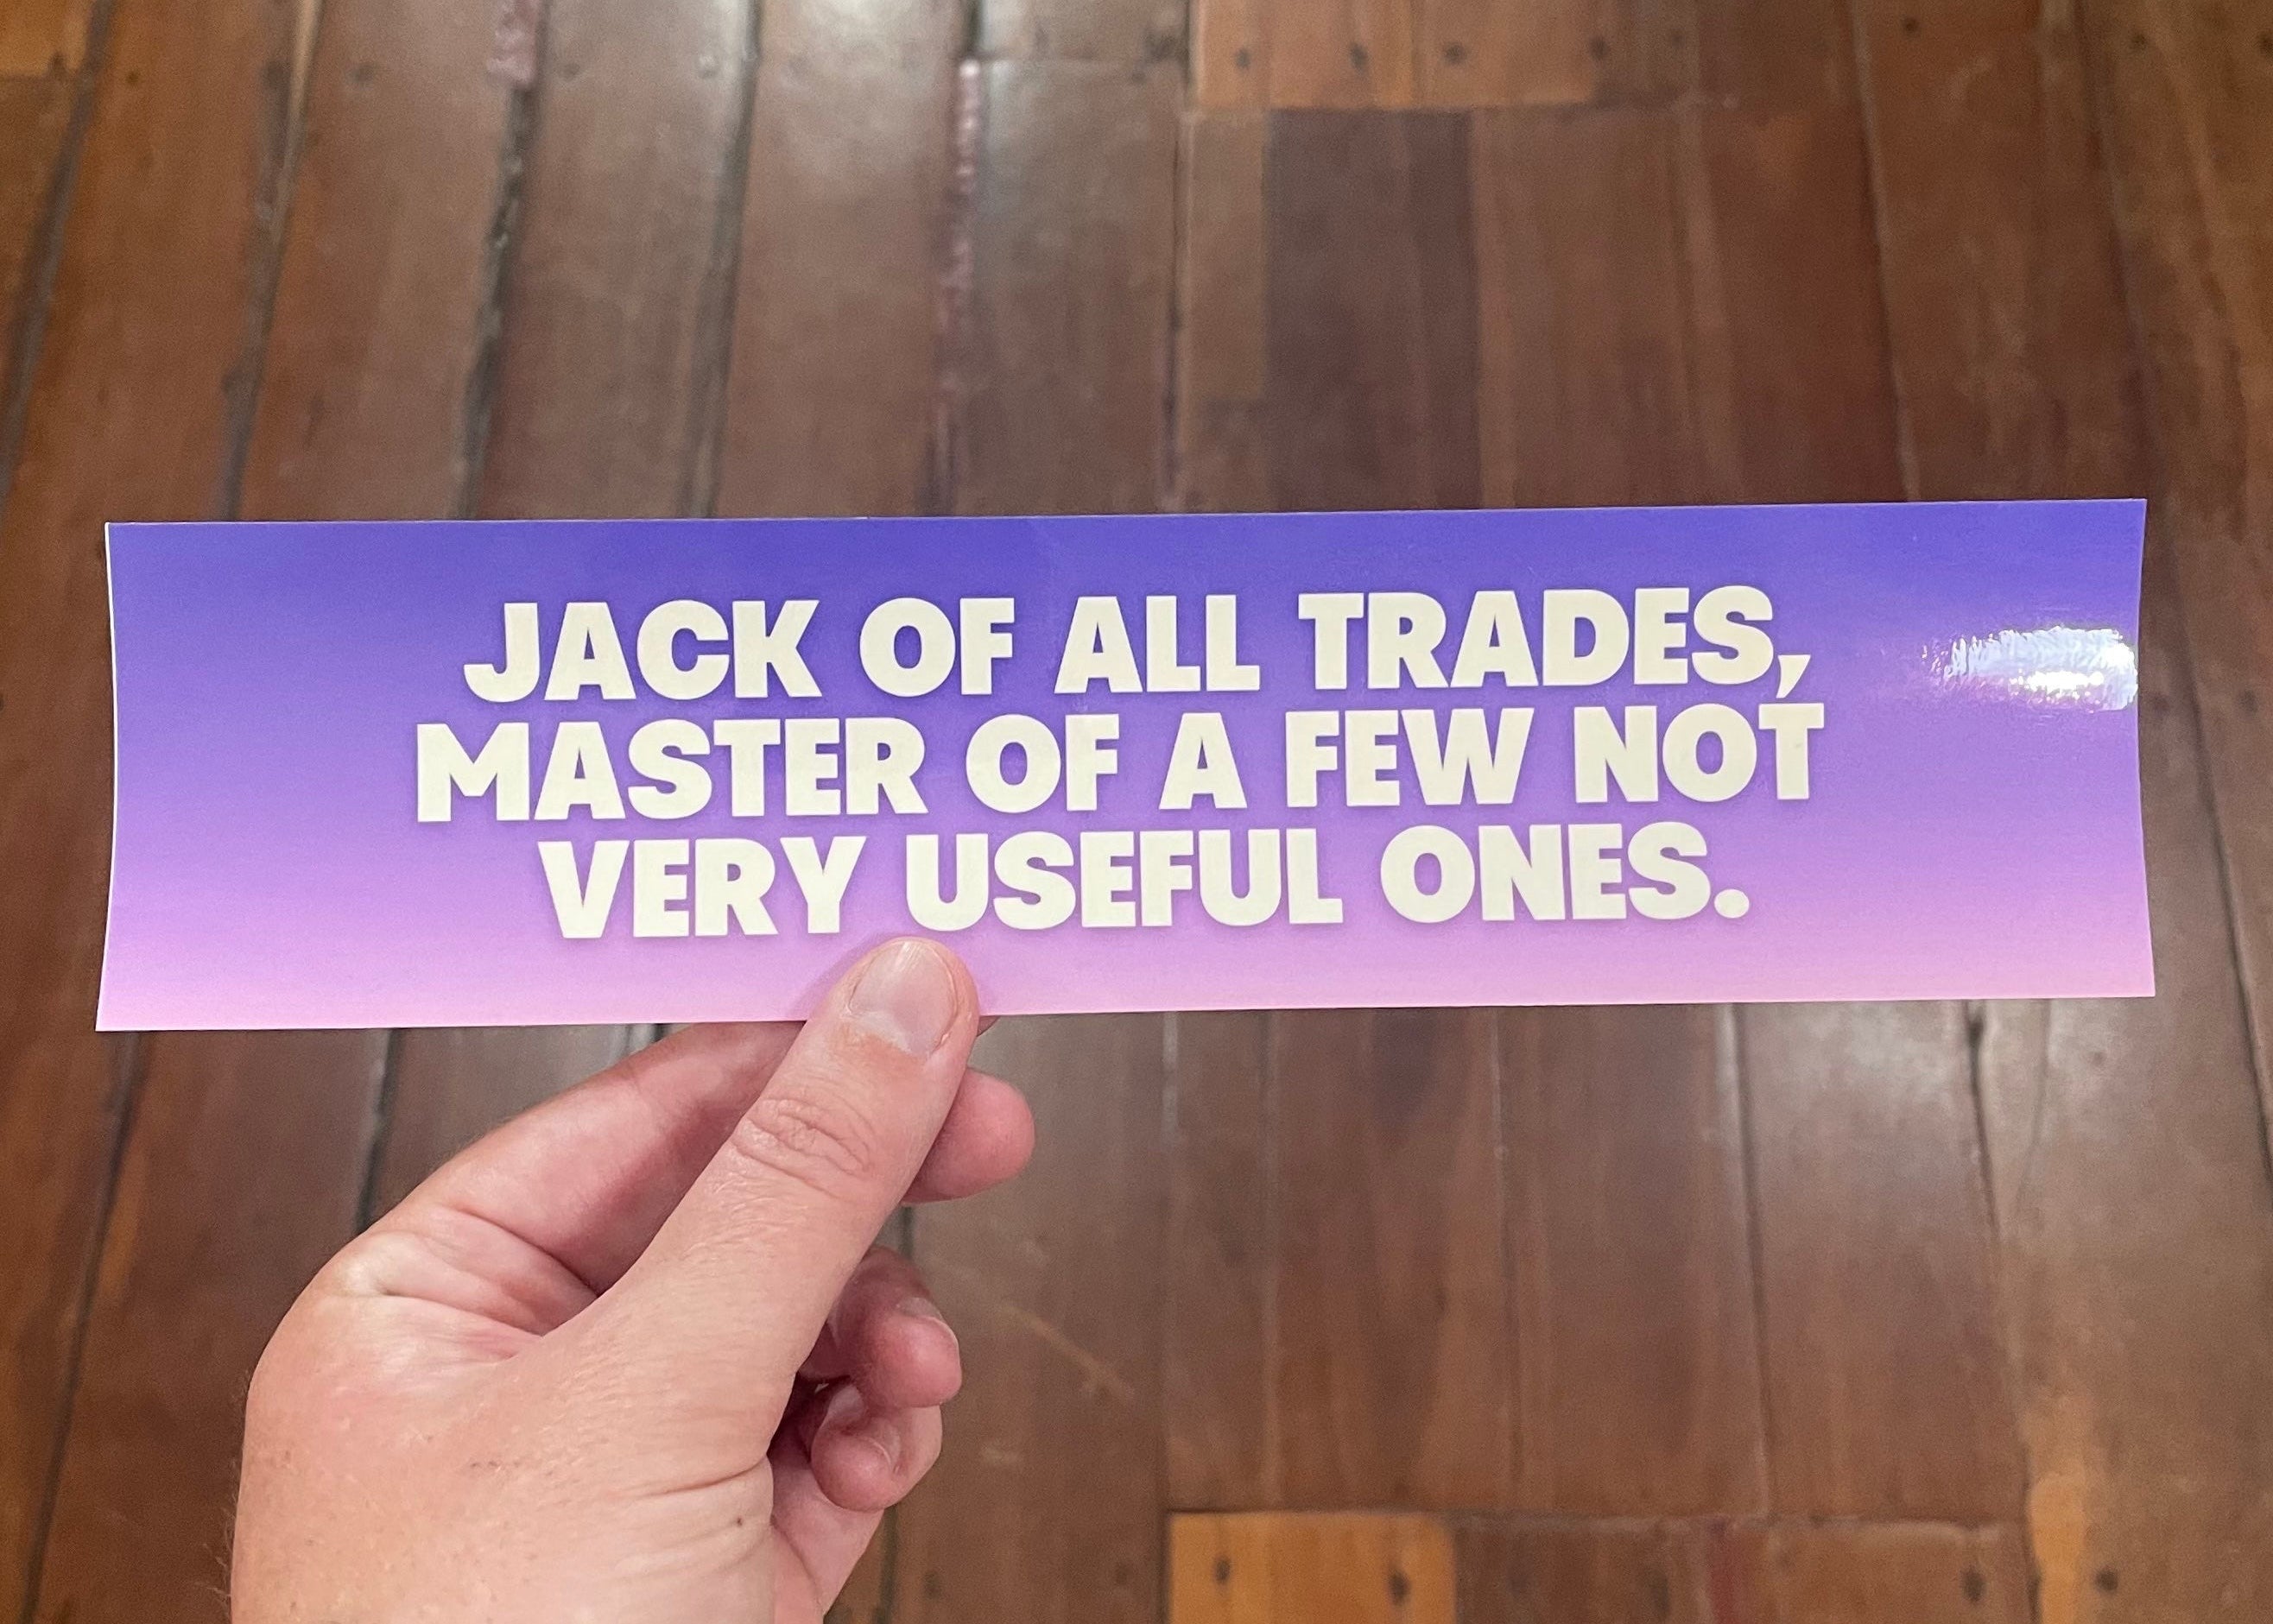 JACK OF ALL TRADES,
MASTER OF A FEW NOT
VERY USEFUL ONES.